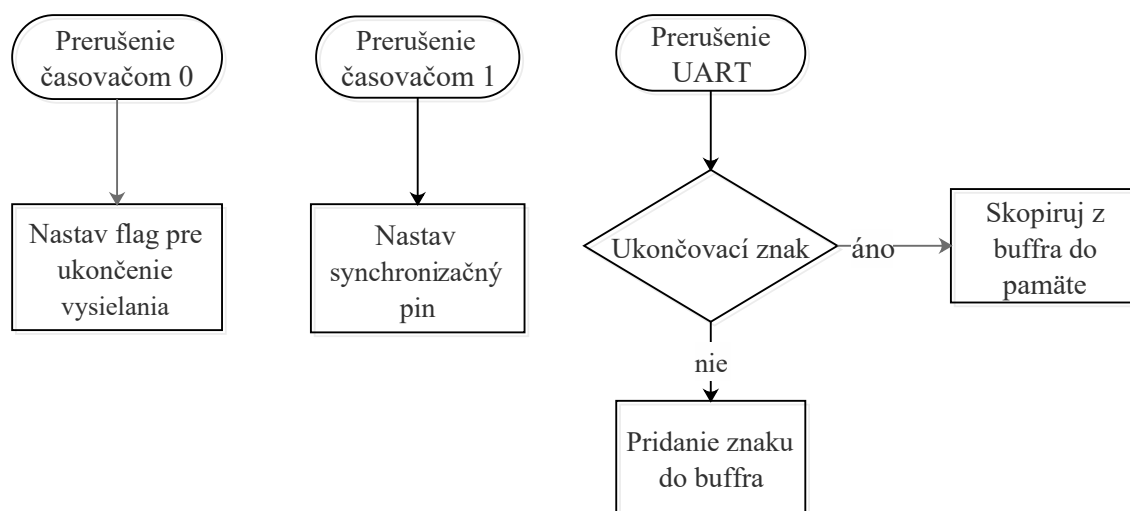 Prerušenie
časovačom 0
Nastav flag pre
ukončenie
vysielania
Prerušenie
časovačom 1
Nastav
synchronizačný
pin
Prerušenie
UART
Ukončovací znak
áno
Skopiruj z
buffra do
pamäte
nie
Pridanie znaku
do buffra